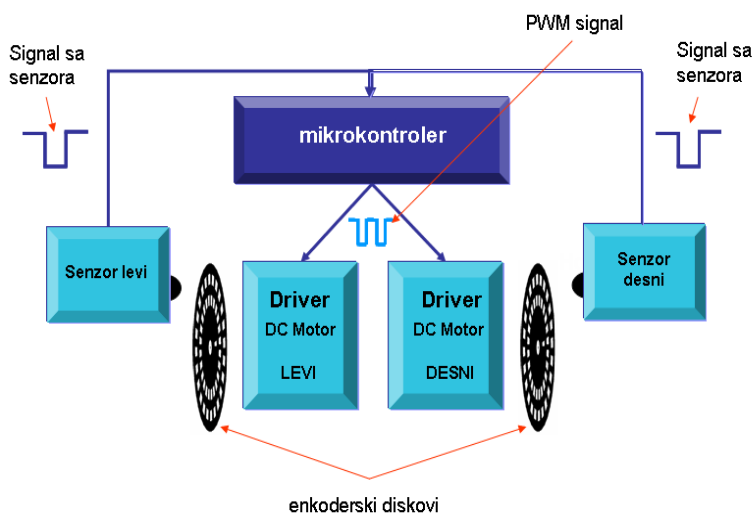 PWM signal
Signal sa
senzora
Signal sa
senzora
mikrokontroler
Senzor levi
Senzor
desni
Driver
DC Motor
LEVI
Driver
DC Motor
DESNI
enkoderski diskovi